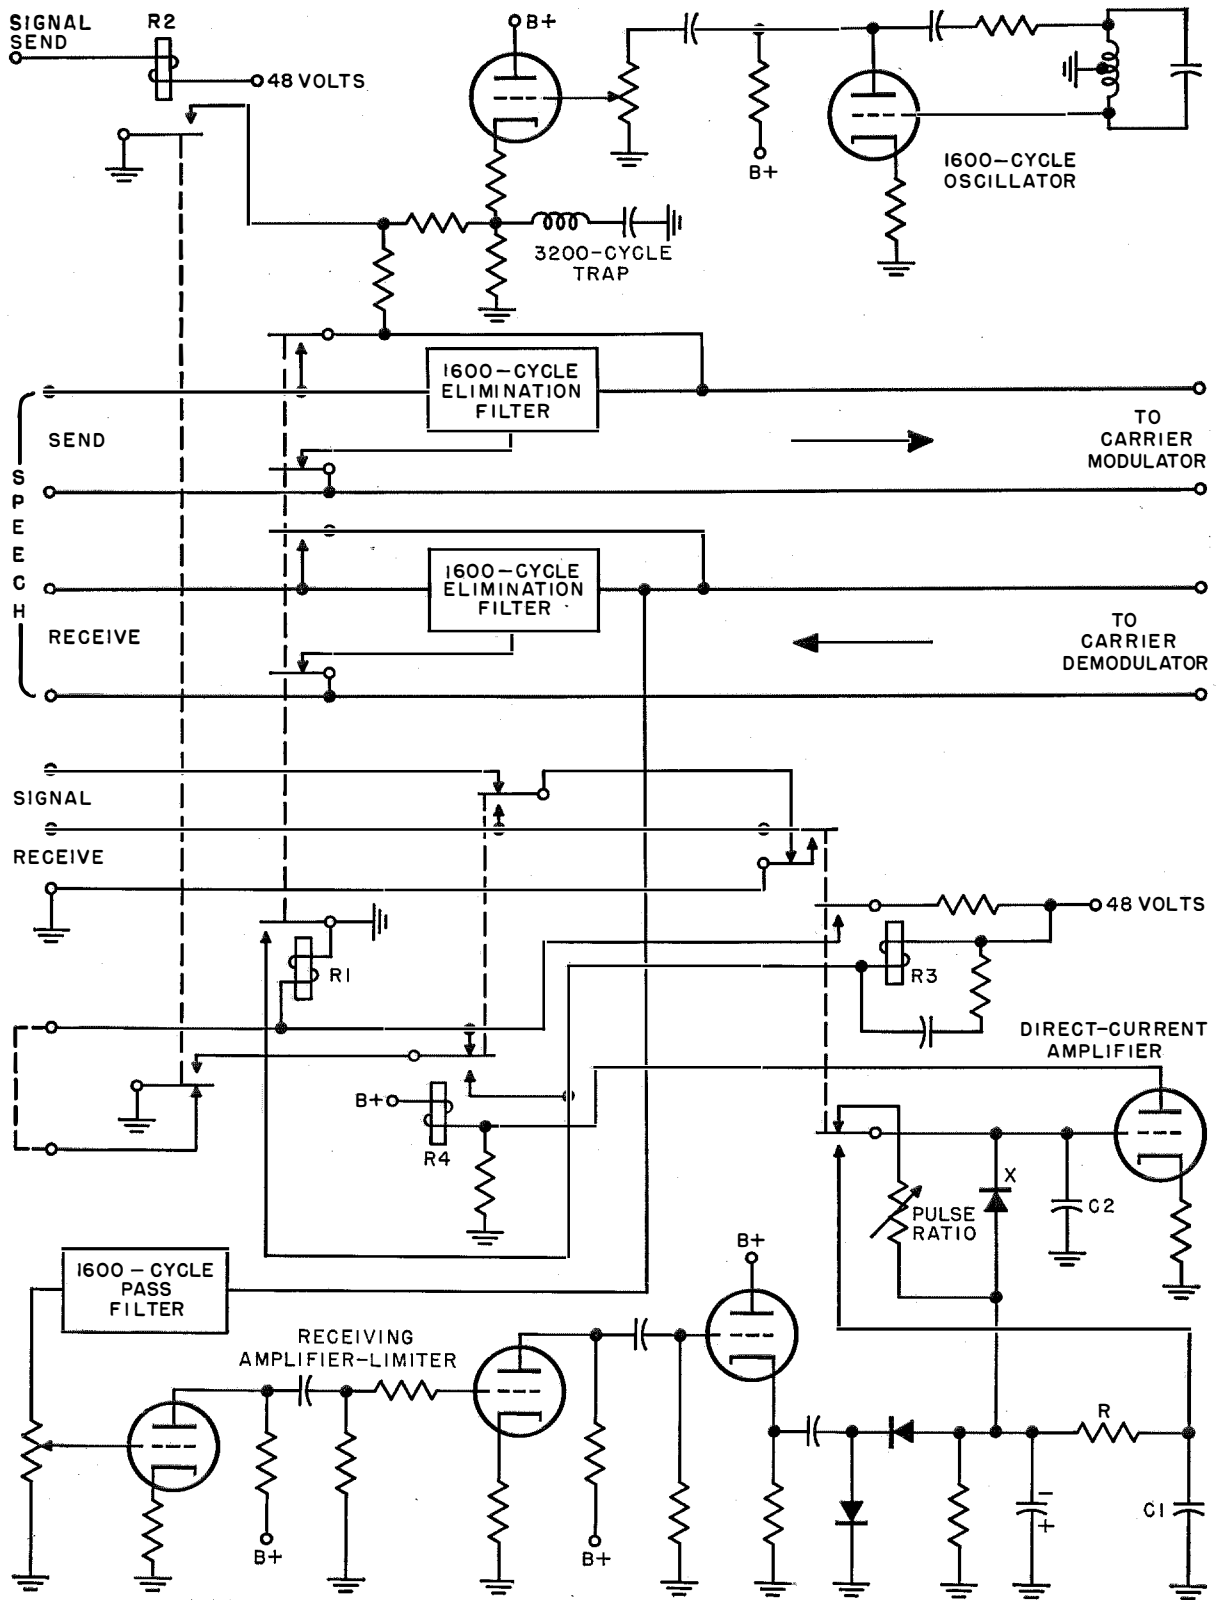 SIGNAL
SEND
R2
48 VOLTS
B+
B+
1600-CYCLE
OSCILLATOR
3200-CYCLE
TRAP
1600-CYCLE
ELIMINATION
FILTER
SEND
TO
CARRIER
MODULATOR
SPEECH
1600-CYCLE
ELIMINATION
FILTER
RECEIVE
TO
CARRIER
DEMODULATOR
SIGNAL
RECEIVE
48 VOLTS
R1
R3
DIRECT-CURRENT
AMPLIFIER
B+
R4
X
C2
PULSE
RATIO
B+
1600-CYCLE
PASS
FILTER
RECEIVING
AMPLIFIER-LIMITER
R
B+
B+
-
+
C1